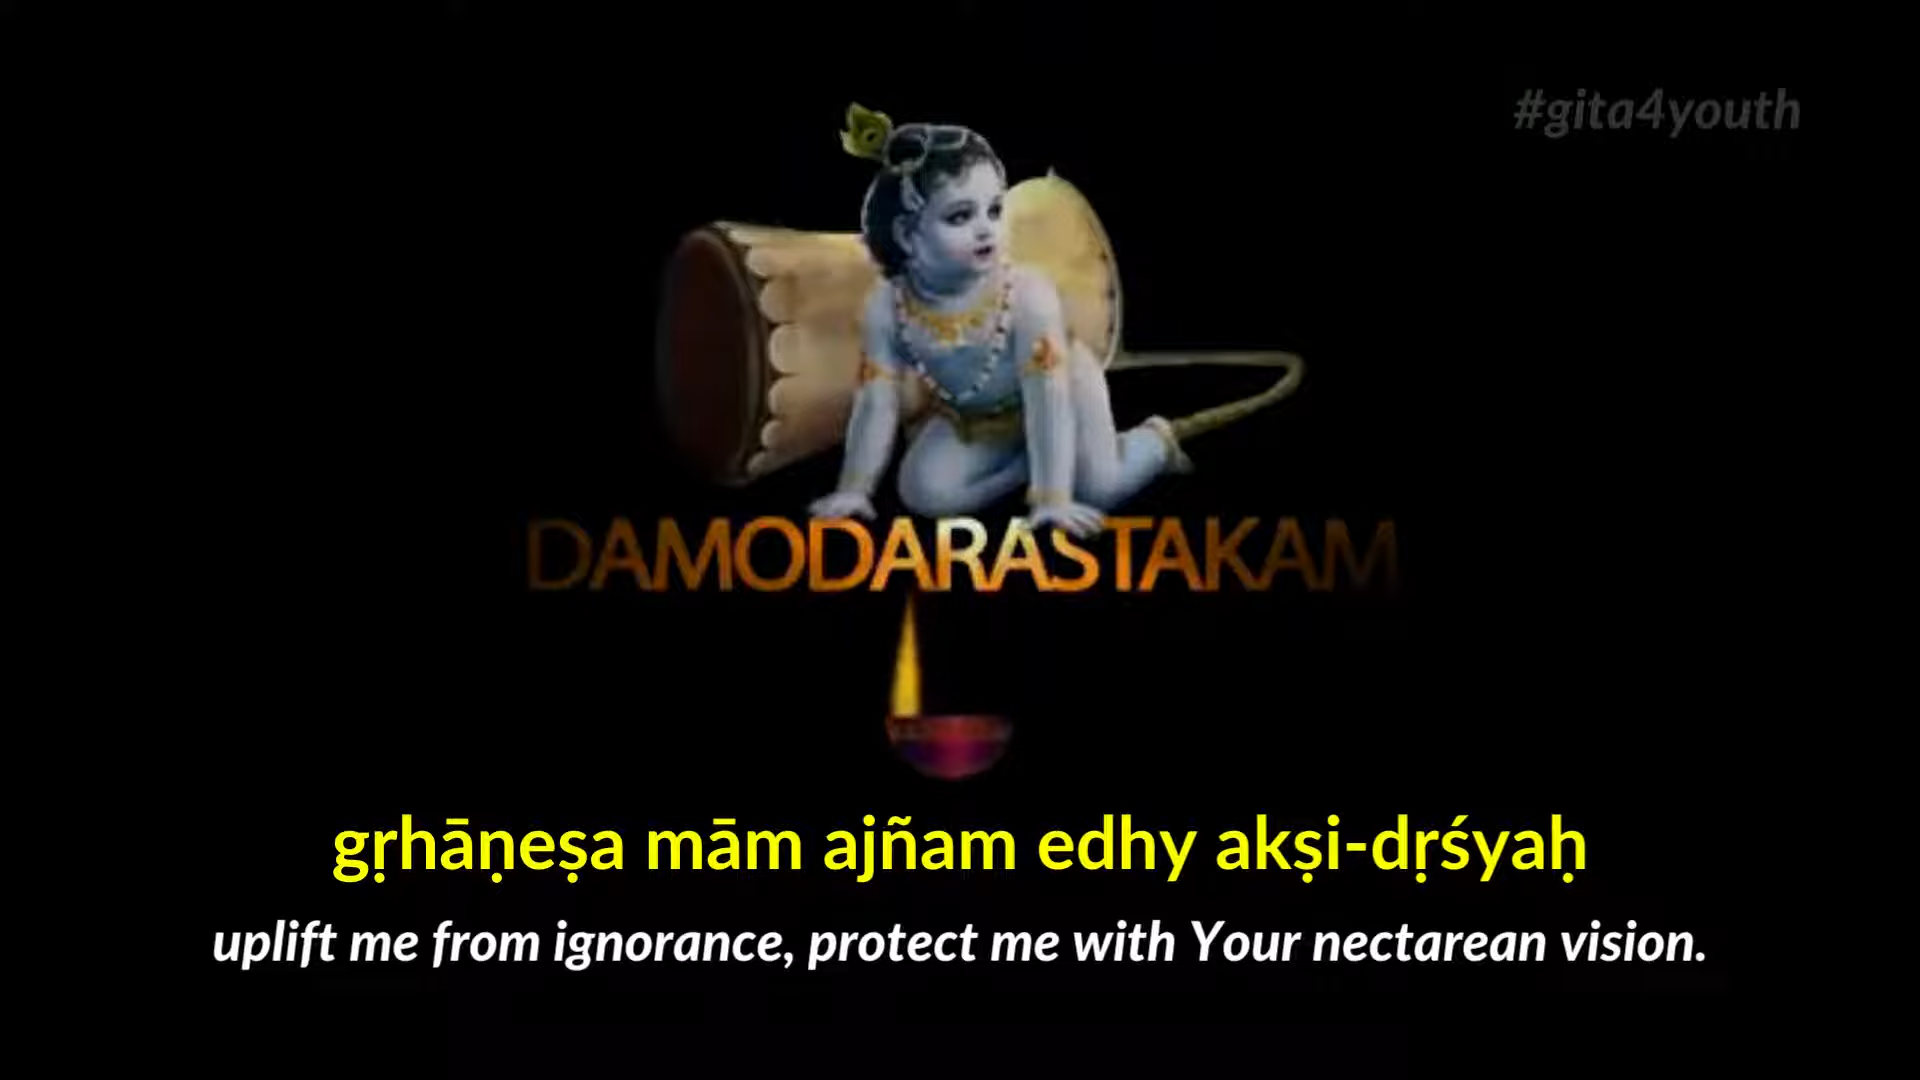 #gita4youth
DAMODARASTAKAM
gṛhāṇeṣa mām ajñam edhy akṣi-dṛśyaḥ
uplift me from ignorance, protect me with Your nectarean vision.